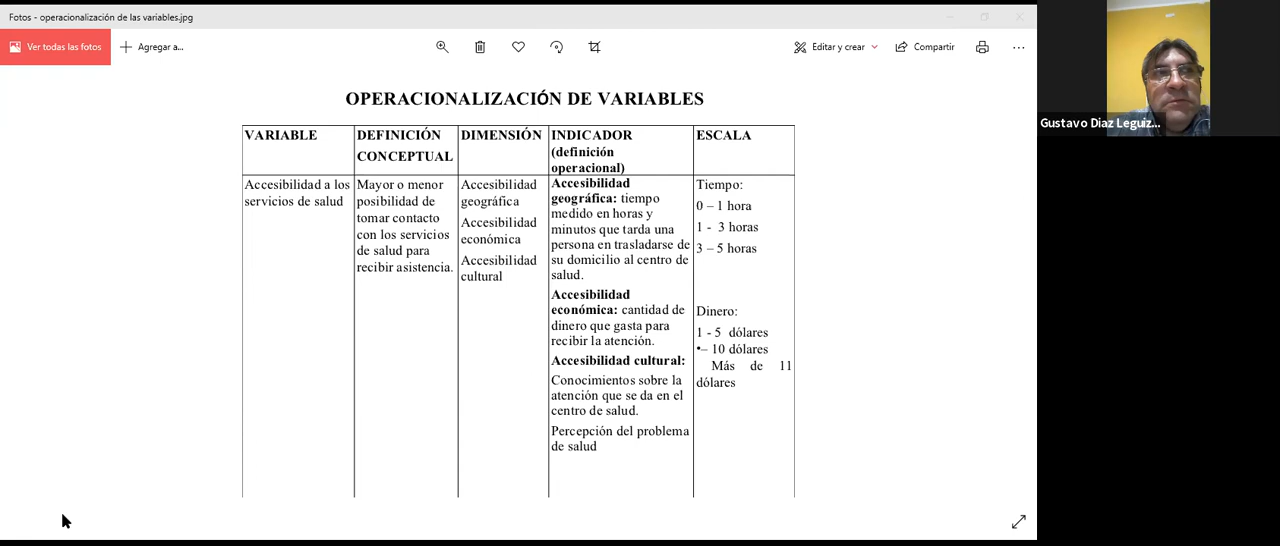 Fotos - operacionalización de las variables.jpg
Ver todas las fotos
Agregar a...
Editar y crear
Compartir
Gustavo Diaz Leguiz...
OPERACIONALIZACIÓN DE VARIABLES
VARIABLE
DEFINICIÓN
CONCEPTUAL
DIMENSIÓN
INDICADOR
(definición
operacional)
ESCALA
Accesibilidad a los
servicios de salud
Mayor o menor
posibilidad de
tomar contacto
con los servicios
de salud para
recibir asistencia.
Accesibilidad
geográfica
Accesibilidad
económica
Accesibilidad
cultural
Accesibilidad
geográfica: tiempo
medido en horas y
minutos que tarda una
persona en trasladarse de
su domicilio al centro de
salud.
Accesibilidad
económica: cantidad de
dinero que gasta para
recibir la atención.
Accesibilidad cultural:
Conocimientos sobre la
atención que se da en el
centro de salud.
Percepción del problema
de salud
Tiempo:
0 – 1 hora
1 - 3 horas
3 – 5 horas
Dinero:
1 - 5 dólares
•– 10 dólares
Más de 11
dólares